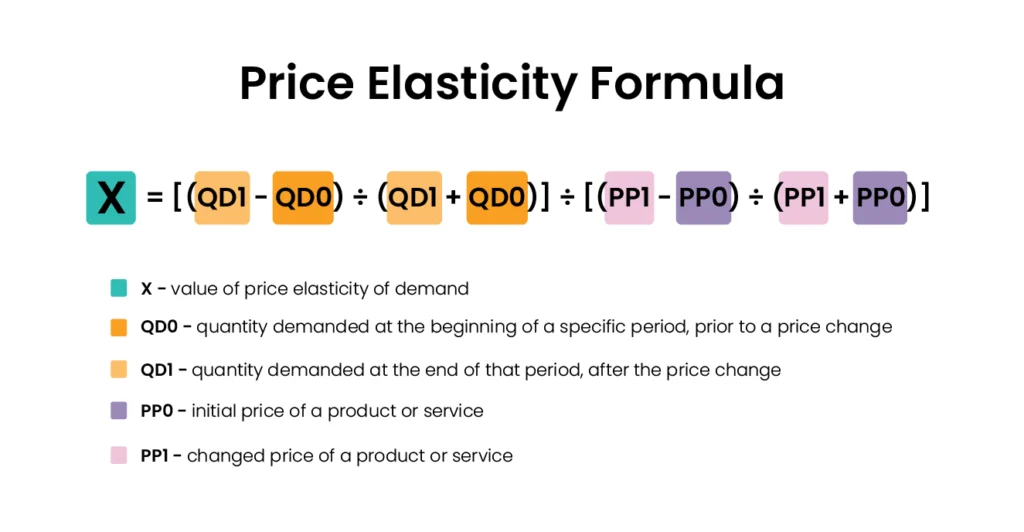 Price Elasticity Formula
X = [(QD1 - QD0) ÷ (QD1 + QD0)] ÷ [(PP1 - PP0) ÷ (PP1 + PP0)]
X - value of price elasticity of demand
QD0 - quantity demanded at the beginning of a specific period, prior to a price change
QD1 - quantity demanded at the end of that period, after the price change
PP0 - initial price of a product or service
PP1 - changed price of a product or service